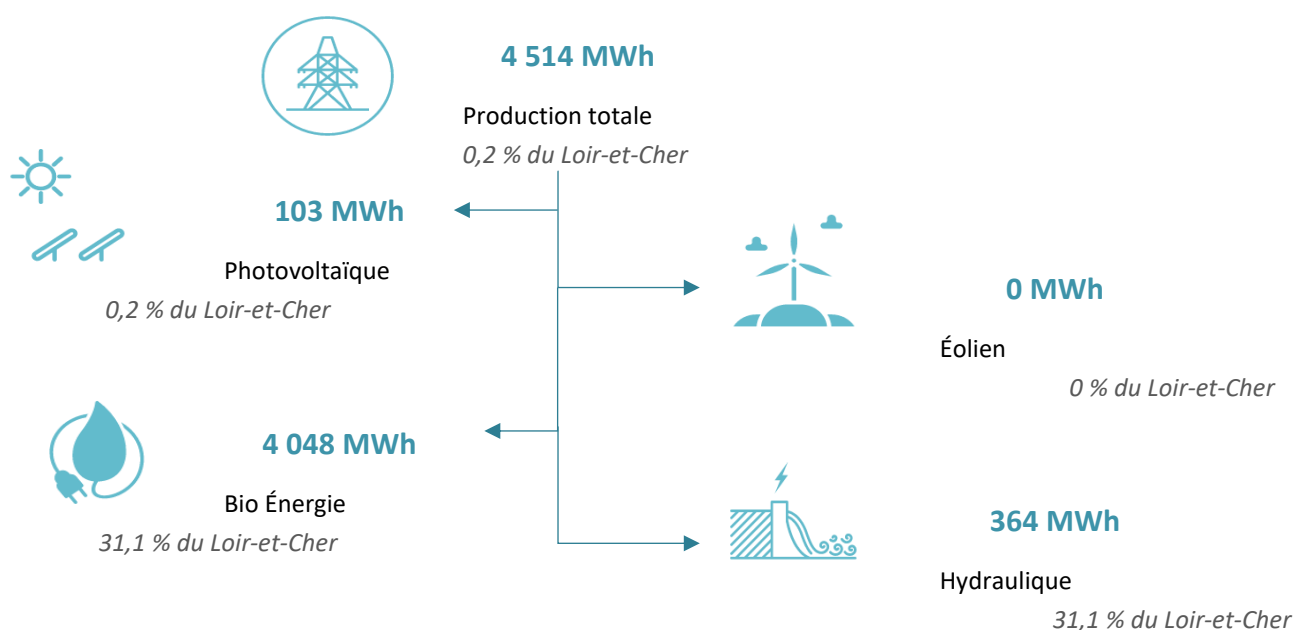 4 514 MWh
Production totale
0,2 % du Loir-et-Cher
103 MWh
Photovoltaïque
0,2 % du Loir-et-Cher
0 MWh
Éolien
0 % du Loir-et-Cher
4 048 MWh
Bio Énergie
31,1 % du Loir-et-Cher
364 MWh
Hydraulique
31,1 % du Loir-et-Cher